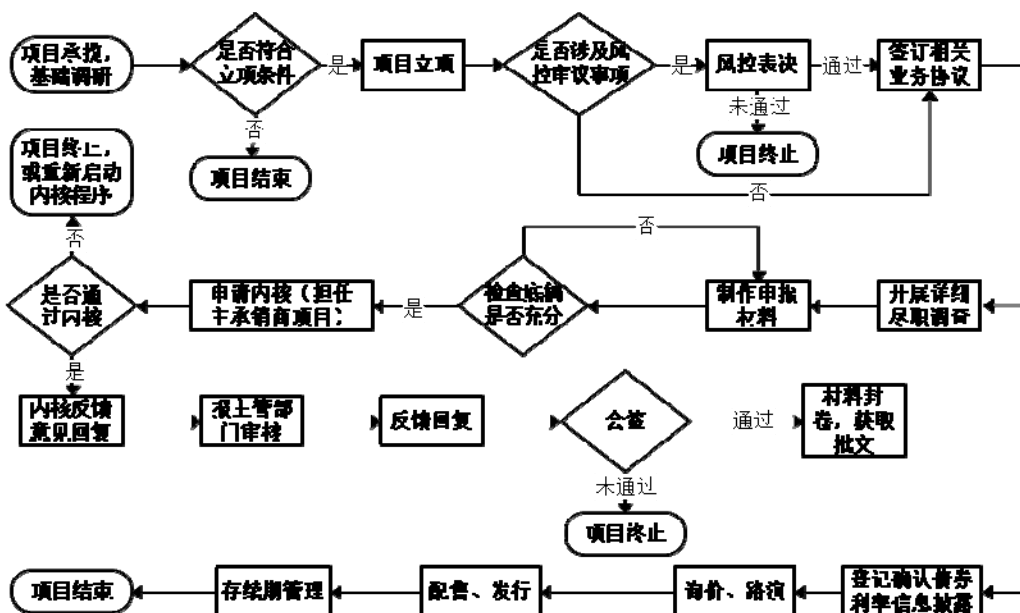 项目承揽，
基础调研
是否符合
立项条件
是
项目立项
是否涉及风
控审议事项
是
风控表决
通过
签订相关
业务协议
否
项目结束
未通过
项目终止
否
项目终止，
或重新启动
内核程序
否
是否通
过内核
申请内核（担任
主承销商项目）
是
检查底稿
是否充分
否
制作申报
材料
开展详细
尽职调查
是
内核反馈
意见回复
报主管部
门审核
反馈回复
会签
通过
材料封
卷，获取
批文
未通过
项目终止
项目结束
存续期管理
配售、发行
询价、路演
登记确认债券
利率信息披露